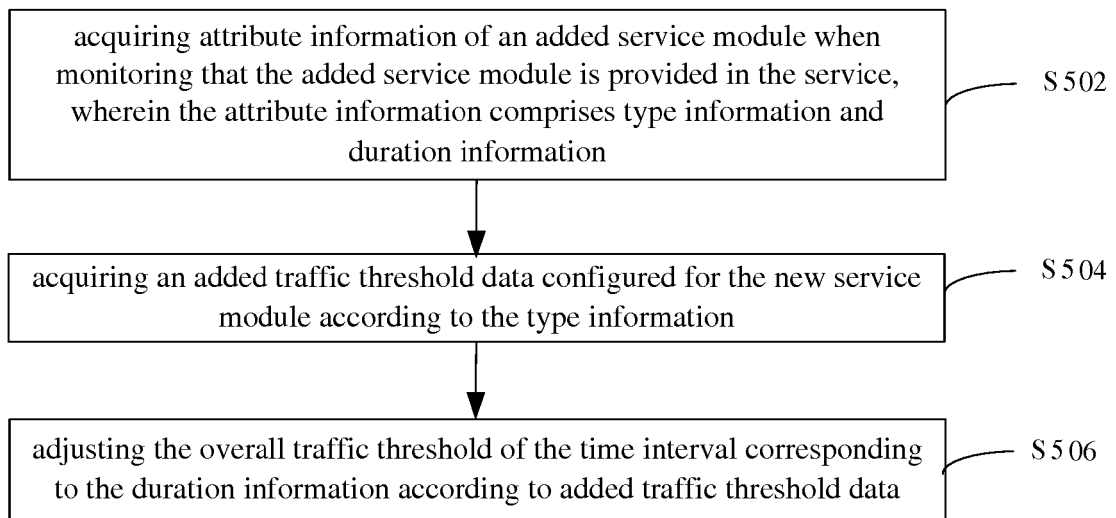 acquiring attribute information of an added service module when
monitoring that the added service module is provided in the service,
wherein the attribute information comprises type information and
duration information
S502
acquiring an added traffic threshold data configured for the new service
module according to the type information
S504
adjusting the overall traffic threshold of the time interval corresponding
to the duration information according to added traffic threshold data
S506